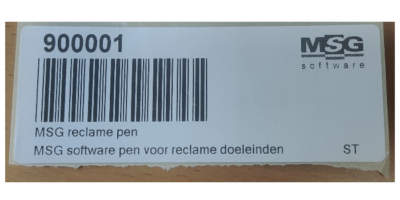 900001
MSG
software
MSG reclame pen
MSG software pen voor reclame doeleinden ST